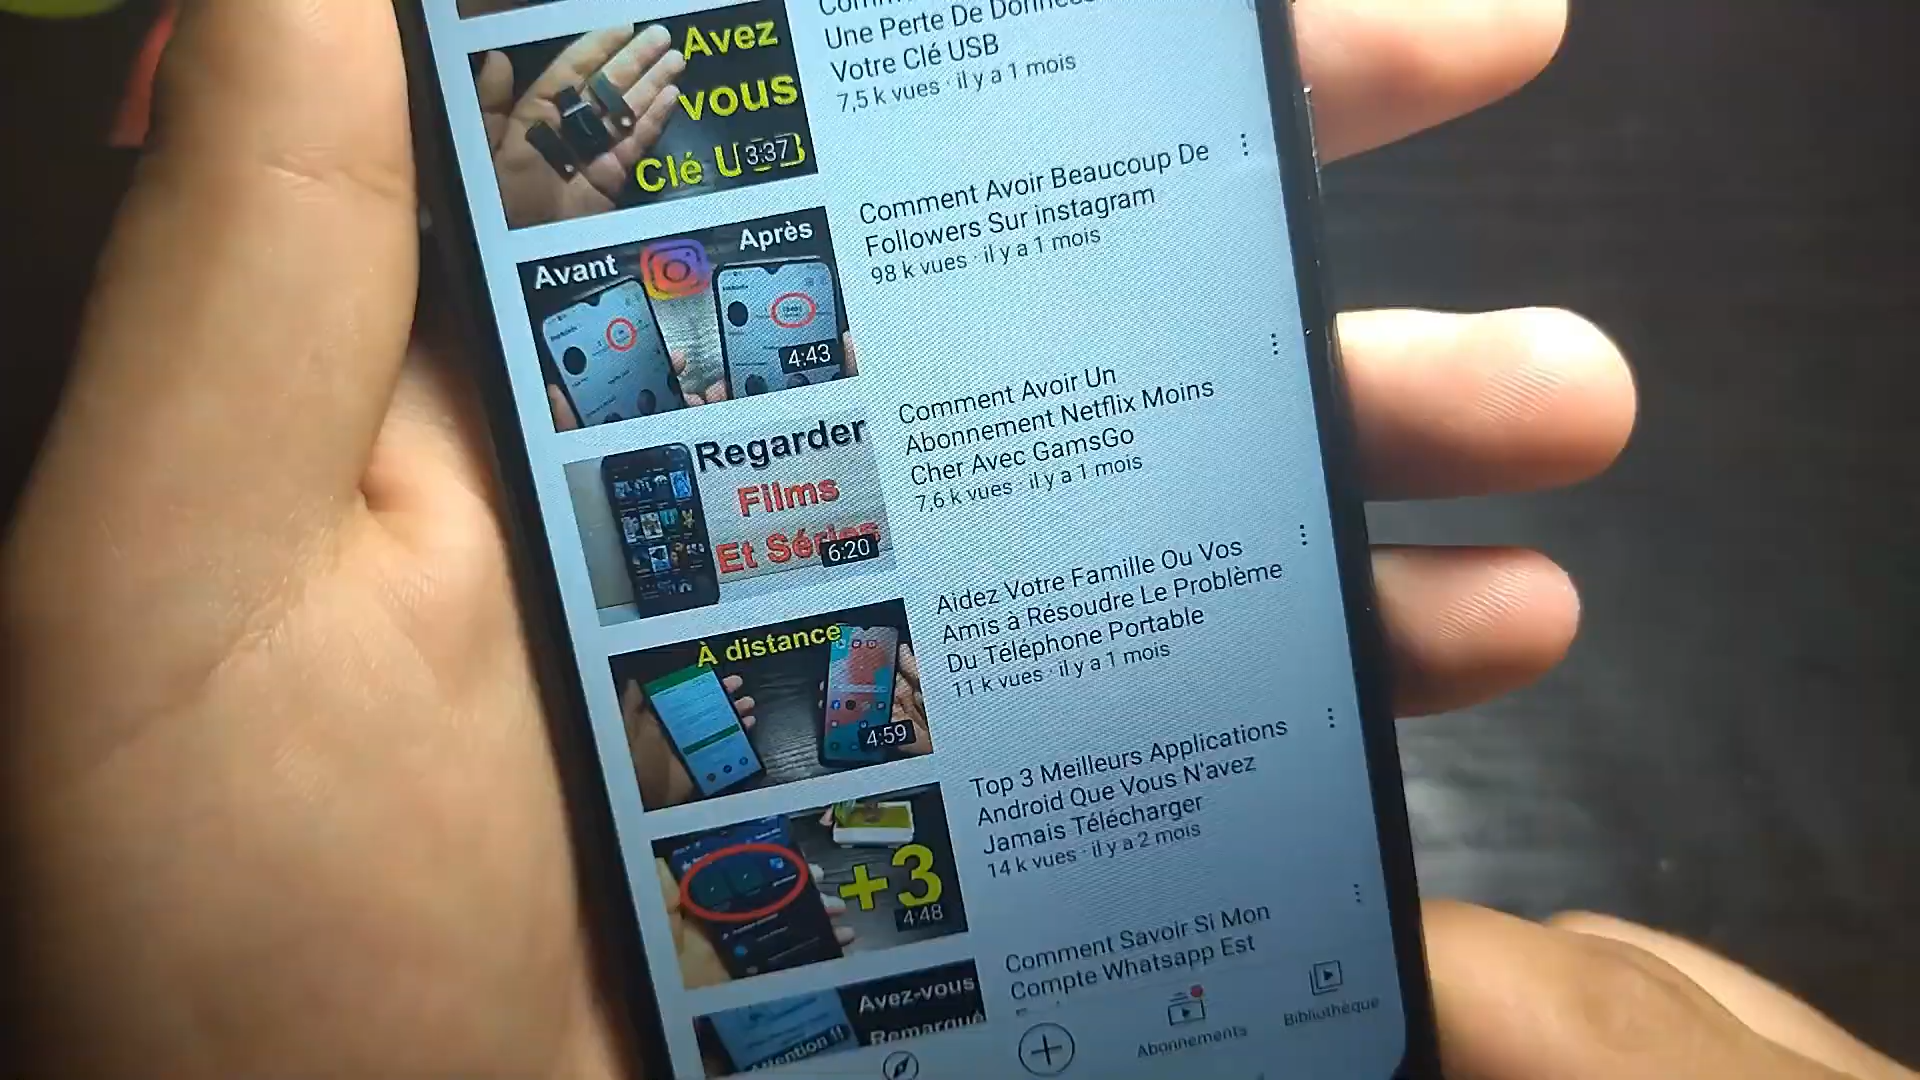 Avez
vous
Clé U
3:37
Une Perte De
Votre Clé USB
7,5 k vues · il y a 1 mois
Avant
Après
4:43
Comment Avoir Beaucoup De
Followers Sur instagram
98 k vues · il y a 1 mois
Regarder
Films
Et Séries
6:20
Comment Avoir Un
Abonnement Netflix Moins
Cher Avec GamsGo
7,6 k vues · il y a 1 mois
À distance
4:59
Aidez Votre Famille Ou Vos
Amis à Résoudre Le Problème
Du Téléphone Portable
11 k vues · il y a 1 mois
+3
4:48
Top 3 Meilleurs Applications
Android Que Vous N'avez
Jamais Télécharger
14 k vues · il y a 2 mois
Avez-vous
Remarqué
Attention !!
Comment Savoir Si Mon
Compte Whatsapp Est
Abonnements
Bibliothèque